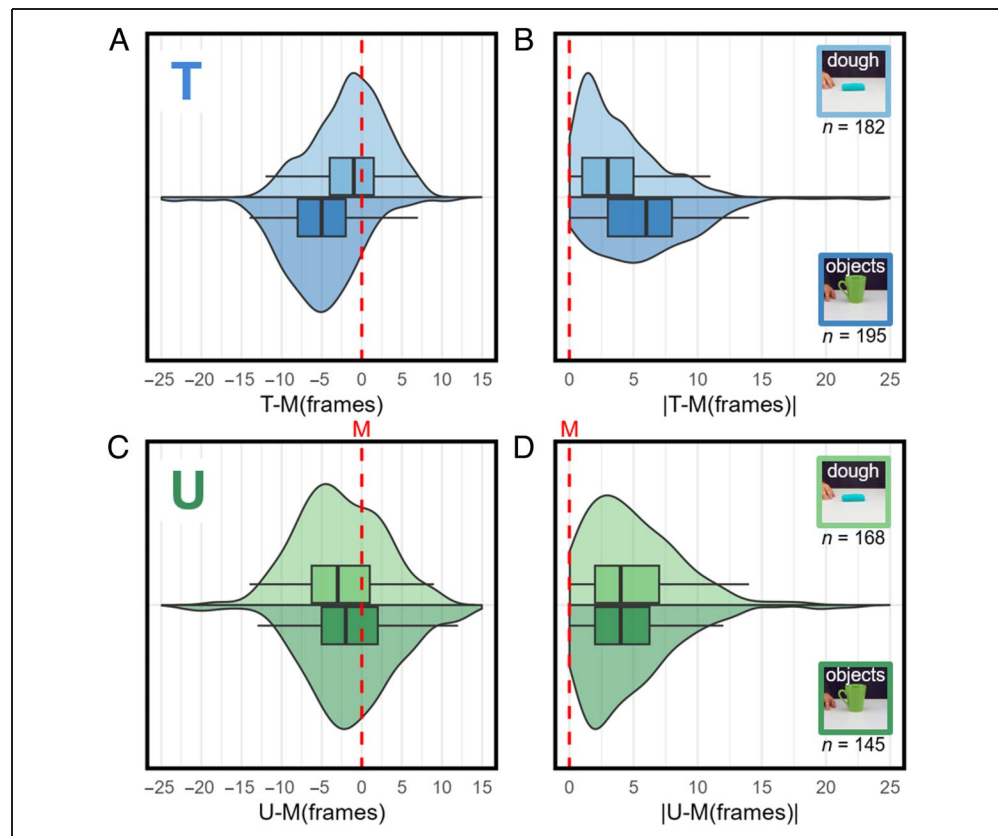 A
T
−25 −20 −15 −10 −5 0 5 10 15
T-M(frames)
B
dough
n = 182
objects
n = 195
0 5 10 15 20 25
|T-M(frames)|
C
M
U
−25 −20 −15 −10 −5 0 5 10 15
U-M(frames)
D
M
dough
n = 168
objects
n = 145
0 5 10 15 20 25
|U-M(frames)|